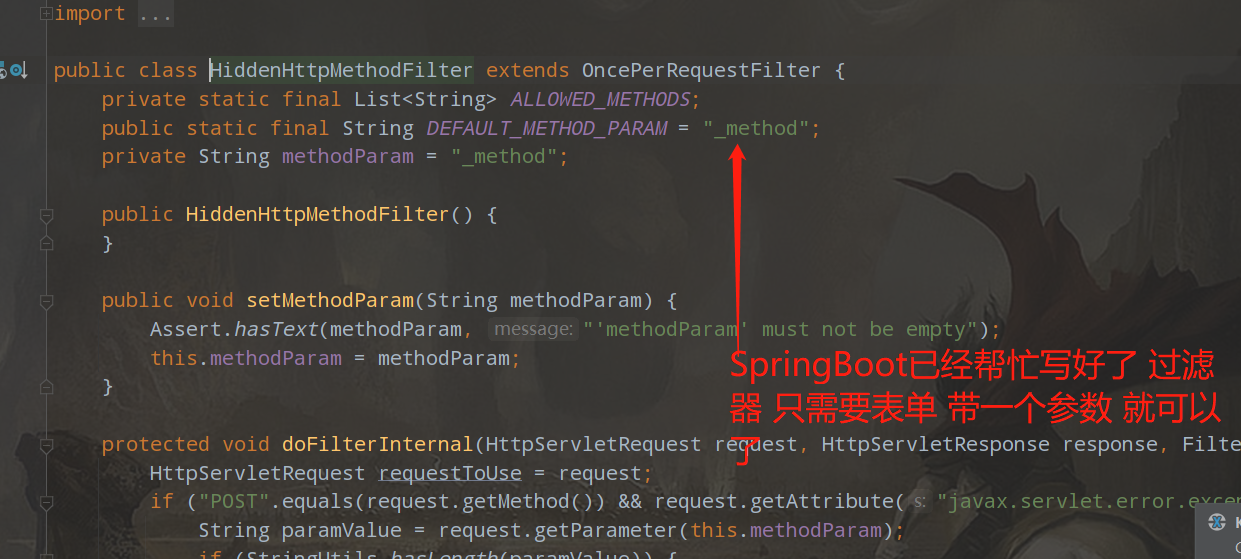 import ...
public class HiddenHttpMethodFilter extends OncePerRequestFilter {
private static final List<String> ALLOWED_METHODS;
public static final String DEFAULT_METHOD_PARAM = "_method";
private String methodParam = "_method";
public HiddenHttpMethodFilter() {
}
public void setMethodParam(String methodParam) {
Assert.hasText(methodParam, message: "'methodParam' must not be empty");
this.methodParam = methodParam;
}
SpringBoot已经帮忙写好了 过滤
器 只需要表单 带一个参数 就可以
了
protected void doFilterInternal(HttpServletRequest request, HttpServletResponse response, Filte
HttpServletRequest requestToUse = request;
if ("POST".equals(request.getMethod()) && request.getAttribute( s: "javax.servlet.error.excep
String paramValue = request.getParameter(this.methodParam);
if (StringUtils.hasLength(paramValue)) {